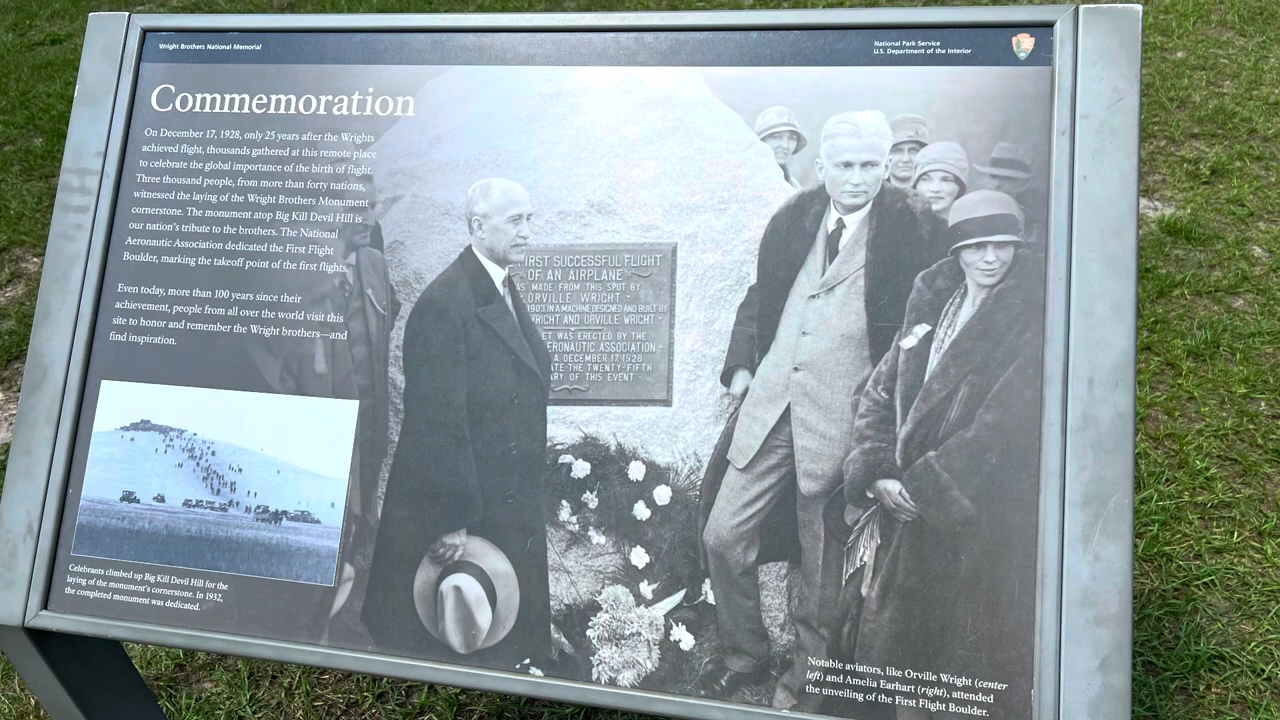 Wright Brothers National Memorial
National Park Service
U.S. Department of the Interior
Commemoration
On December 17, 1928, only 25 years after the Wrights
achieved flight, thousands gathered at this remote place
to celebrate the global importance of the birth of flight.
Three thousand people, from more than forty nations,
witnessed the laying of the Wright Brothers Monument
cornerstone. The monument atop Big Kill Devil Hill is
our nation's tribute to the brothers. The National
Aeronautic Association dedicated the First Flight
Boulder, marking the takeoff point of the first flights.
Even today, more than 100 years since their
achievement, people from all over the world visit this
site to honor and remember the Wright brothers—and
find inspiration.
FIRST SUCCESSFUL FLIGHT
OF AN AIRPLANE
AS MADE FROM THIS SPOT BY
ORVILLE WRIGHT
1903 IN A MACHINE DESIGNED AND BUILT BY
WRIGHT AND ORVILLE WRIGHT
ET WAS ERECTED BY THE
ERONAUTIC ASSOCIATION
A. DECEMBER 17 1928
ATE THE TWENTY-FIFTH
ARY OF THIS EVENT
Celebrants climbed up Big Kill Devil Hill for the
laying of the monument's cornerstone. In 1932,
the completed monument was dedicated.
Notable aviators, like Orville Wright (center
left) and Amelia Earhart (right), attended
the unveiling of the First Flight Boulder.